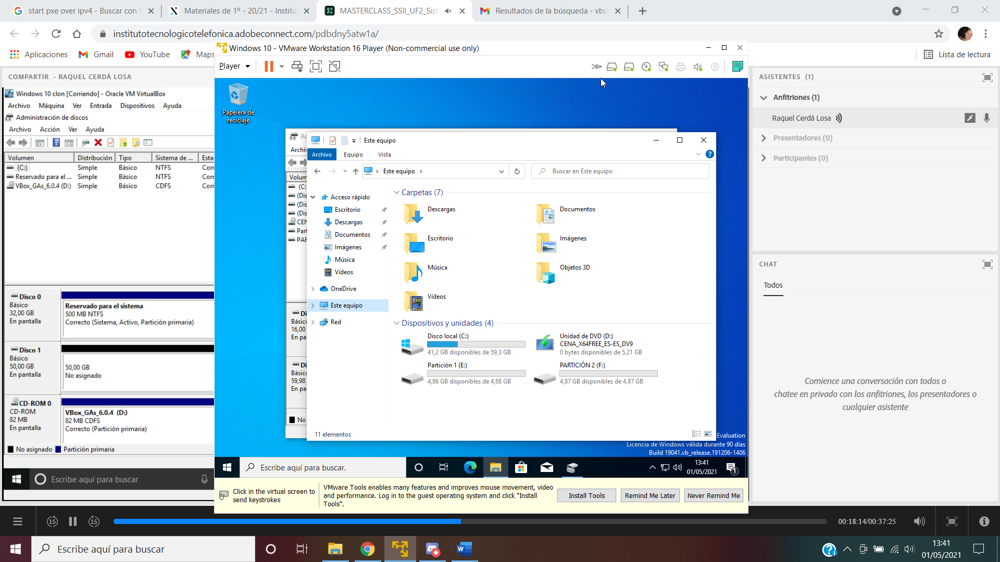 start pxe over ipv4 - Buscar con G
Materiales de 1º - 20/21 - Institu
MASTERCLASS_SSII_UF2_Sist
Resultados de la búsqueda - vbo
institutotecnologicotelefonica.adobeconnect.com/pdbdny5atw1a/
Aplicaciones
Gmail
YouTube
Maps
Lista de lectura
COMPARTIR - RAQUEL CERDÁ LOSA
Windows 10 clon [Corriendo] - Oracle VM VirtualBox
Archivo Máquina Ver Entrada Dispositivos Ayuda
Administración de discos
Archivo Acción Ver Ayuda
Volumen Distribución Tipo Sistema de ... Esta
(C:) Simple Básico NTFS Corr
Reservado para el ... Simple Básico NTFS Corr
VBox_GAs_6.0.4 (D:) Simple Básico CDFS Corr
Disco 0
Básico
32,00 GB
En pantalla
Reservado para el sistema
500 MB NTFS
Correcto (Sistema, Activo, Partición primaria)
Disco 1
Básico
50,00 GB
En pantalla
50,00 GB
No asignado
CD-ROM 0
CD-ROM
82 MB
En pantalla
VBox_GAs_6.0.4 (D:)
82 MB CDFS
Correcto (Partición primaria)
No asignado Partición primaria
Escribe aquí para buscar
Windows 10 - VMware Workstation 16 Player (Non-commercial use only)
Player
Papelera de
reciclaje
Ad
Archi
Volum
(C:
(Dis
(Dis
(Dis
CEN
Part
PAR
Di
Básic
16,00
En pa
Di
Básic
59,98
En pa
No
Este equipo
Archivo Equipo Vista
Este equipo
Buscar en Este equipo
Acceso rápido
Escritorio
Descargas
Documentos
Imágenes
Música
Vídeos
OneDrive
Este equipo
Red
Carpetas (7)
Descargas
Documentos
Escritorio
Imágenes
Música
Objetos 3D
Vídeos
Dispositivos y unidades (4)
Disco local (C:)
41,2 GB disponibles de 59,3 GB
Unidad de DVD (D:)
CENA_X64FREE_ES-ES_DV9
0 bytes disponibles de 5,21 GB
Partición 1 (E:)
4,86 GB disponibles de 4,88 GB
PARTICIÓN 2 (F:)
4,87 GB disponibles de 4,87 GB
11 elementos
Evaluation
Licencia de Windows válida durante 90 días
Build 19041.vb_release.191206-1406
Escribe aquí para buscar.
13:41
01/05/2021
1
Click in the virtual screen to
send keystrokes
VMware Tools enables many features and improves mouse movement, video
and performance. Log in to the guest operating system and click "Install
Tools".
Install Tools
Remind Me Later
Never Remind Me
ASISTENTES (1)
Anfitriones (1)
Raquel Cerdá Losa
Presentadores (0)
Participantes (0)
CHAT
Todos
Comience una conversación con todos o
chatee en privado con los anfitriones, los presentadores o
cualquier asistente
15
15
00:18:14/00:37:25
Escribe aquí para buscar
13:41
01/05/2021